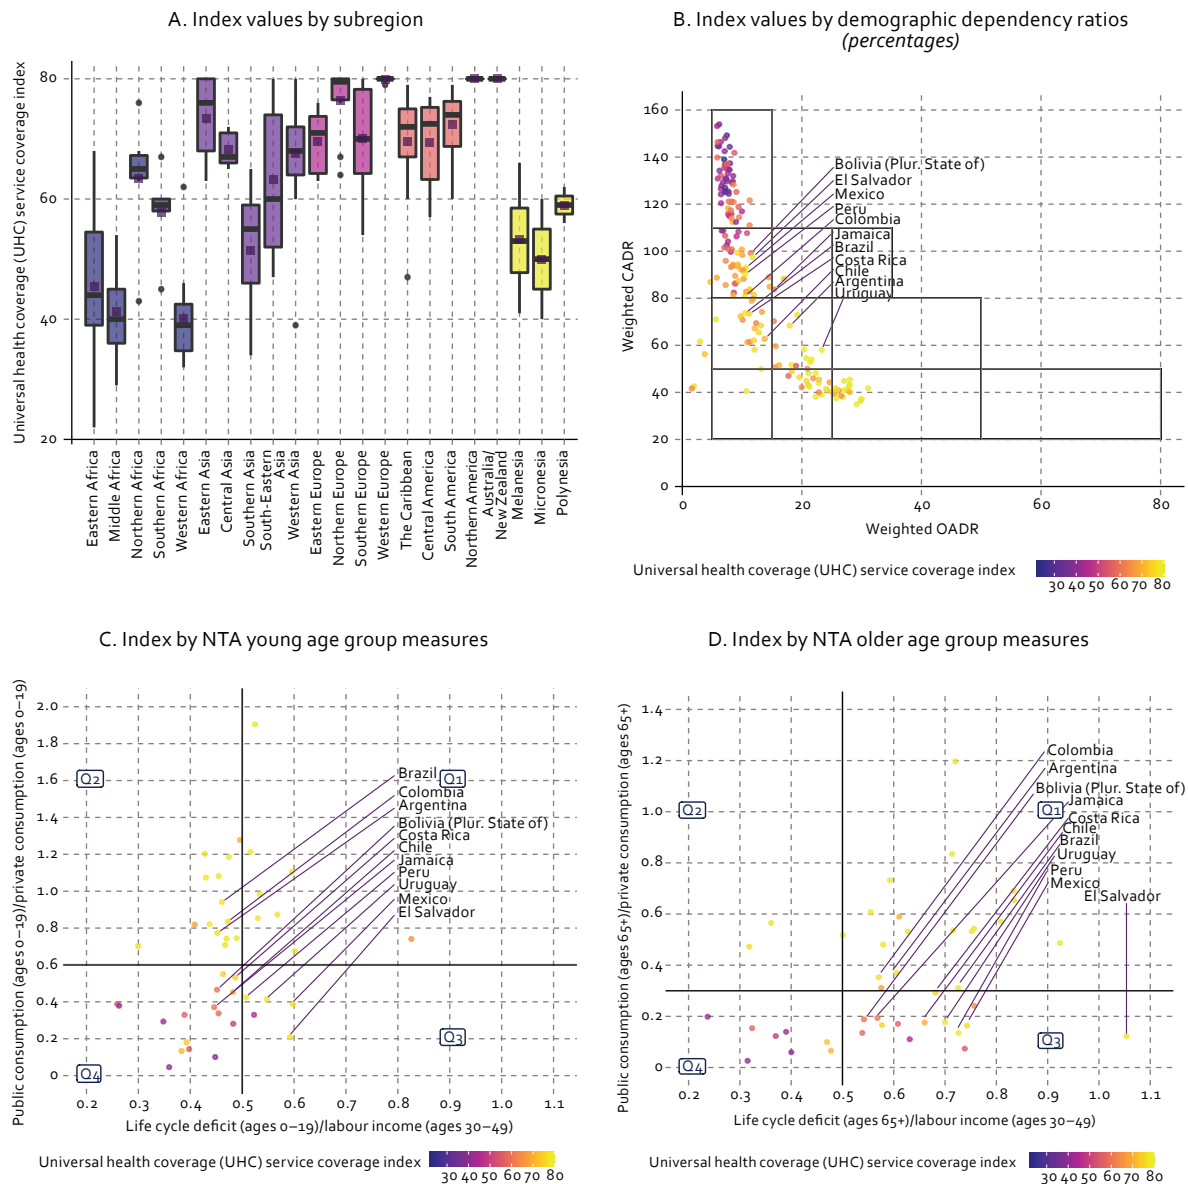 A. Index values by subregion
Universal health coverage (UHC) service coverage index
80
60
40
20
Eastern Africa
Middle Africa
Northern Africa
Southern Africa
Western Africa
Eastern Asia
Central Asia
Southern Asia
South-Eastern
Asia
Western Asia
Eastern Europe
Northern Europe
Southern Europe
Western Europe
The Caribbean
Central America
South America
Northern America
Australia/
New Zealand
Melanesia
Micronesia
Polynesia
B. Index values by demographic dependency ratios
(percentages)
Weighted CADR
160
140
120
100
80
60
40
20
0
Bolivia (Plur. State of)
El Salvador
Mexico
Peru
Colombia
Jamaica
Brazil
Costa Rica
Chile
Argentina
Uruguay
0 20 40 60 80
Weighted OADR
Universal health coverage (UHC) service coverage index
30 40 50 60 70 80
C. Index by NTA young age group measures
Public consumption (ages 0–19)/private consumption (ages 0–19)
2.0
1.8
1.6
1.4
1.2
1.0
0.8
0.6
0.4
0.2
0
Q2
Q1
Q3
Q4
Brazil
Colombia
Argentina
Bolivia (Plur. State of)
Costa Rica
Chile
Jamaica
Peru
Uruguay
Mexico
El Salvador
0.2 0.3 0.4 0.5 0.6 0.7 0.8 0.9 1.0 1.1
Life cycle deficit (ages 0–19)/labour income (ages 30–49)
Universal health coverage (UHC) service coverage index
30 40 50 60 70 80
D. Index by NTA older age group measures
Public consumption (ages 65+)/private consumption (ages 65+)
1.4
1.2
1.0
0.8
0.6
0.4
0.2
0
Q2
Q1
Q3
Q4
Colombia
Argentina
Bolivia (Plur. State of)
Jamaica
Costa Rica
Chile
Brazil
Uruguay
Peru
Mexico
El Salvador
0.2 0.3 0.4 0.5 0.6 0.7 0.8 0.9 1.0 1.1
Life cycle deficit (ages 65+)/labour income (ages 30–49)
Universal health coverage (UHC) service coverage index
30 40 50 60 70 80